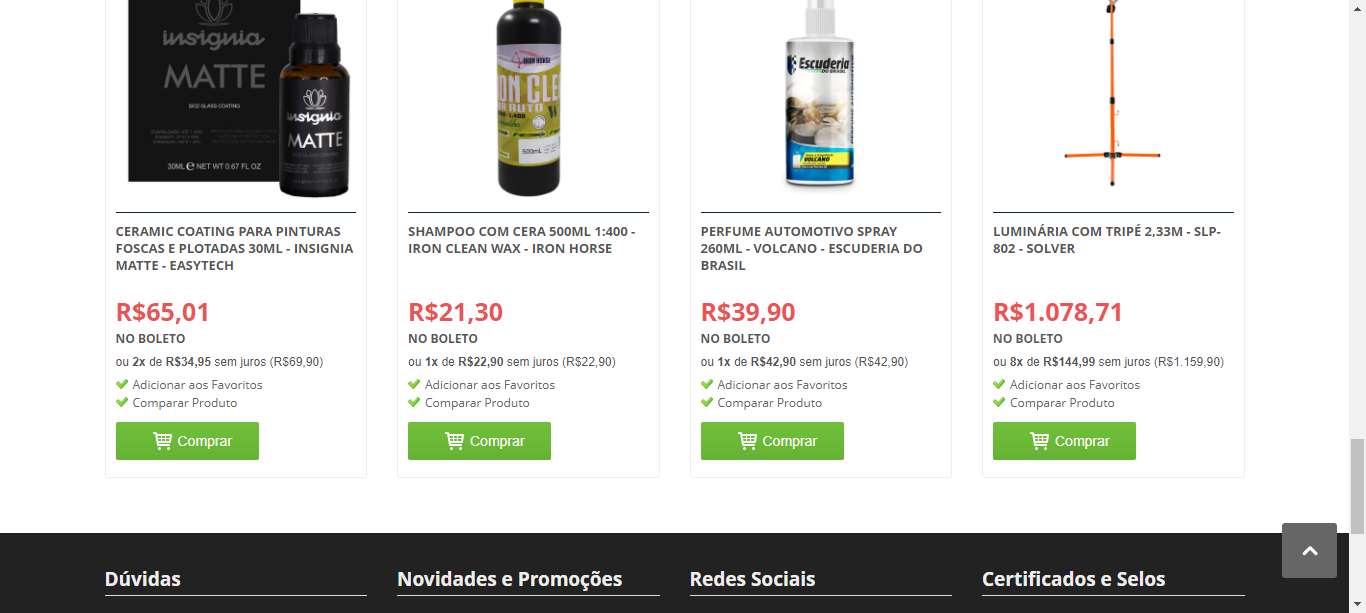 insignia
MATTE
SIO2 GLASS COATING
30ML NET WT 0.67 FL OZ
insignia
MATTE
IRON HORSE
ON CLE
AUTO W
1:400
500mL
Escuderia
DO BRASIL
VOLCANO
CERAMIC COATING PARA PINTURAS
FOSCAS E PLOTADAS 30ML - INSIGNIA
MATTE - EASYTECH
R$65,01
NO BOLETO
ou 2x de R$34,95 sem juros (R$69,90)
Adicionar aos Favoritos
Comparar Produto
Comprar
SHAMPOO COM CERA 500ML 1:400 -
IRON CLEAN WAX - IRON HORSE
R$21,30
NO BOLETO
ou 1x de R$22,90 sem juros (R$22,90)
Adicionar aos Favoritos
Comparar Produto
Comprar
PERFUME AUTOMOTIVO SPRAY
260ML - VOLCANO - ESCUDERIA DO
BRASIL
R$39,90
NO BOLETO
ou 1x de R$42,90 sem juros (R$42,90)
Adicionar aos Favoritos
Comparar Produto
Comprar
LUMINÁRIA COM TRIPÉ 2,33M - SLP-
802 - SOLVER
R$1.078,71
NO BOLETO
ou 8x de R$144,99 sem juros (R$1.159,90)
Adicionar aos Favoritos
Comparar Produto
Comprar
Dúvidas
Novidades e Promoções
Redes Sociais
Certificados e Selos